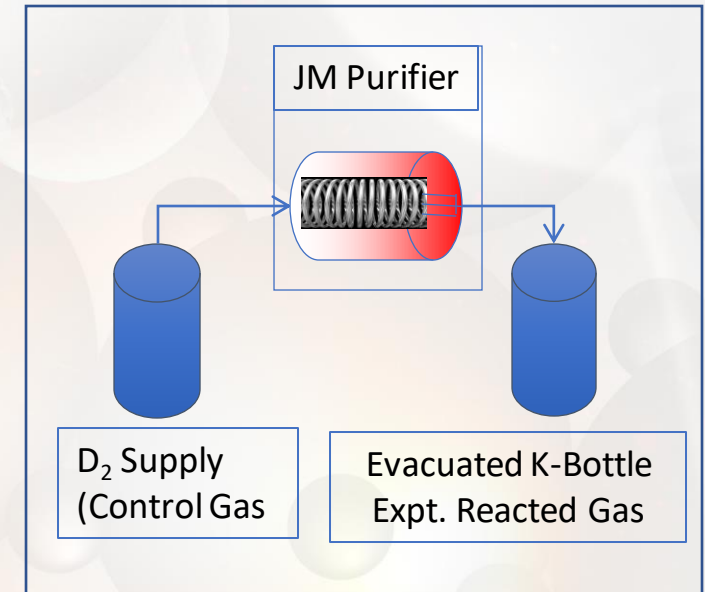 JM Purifier
D₂ Supply
(Control Gas
Evacuated K-Bottle
Expt. Reacted Gas